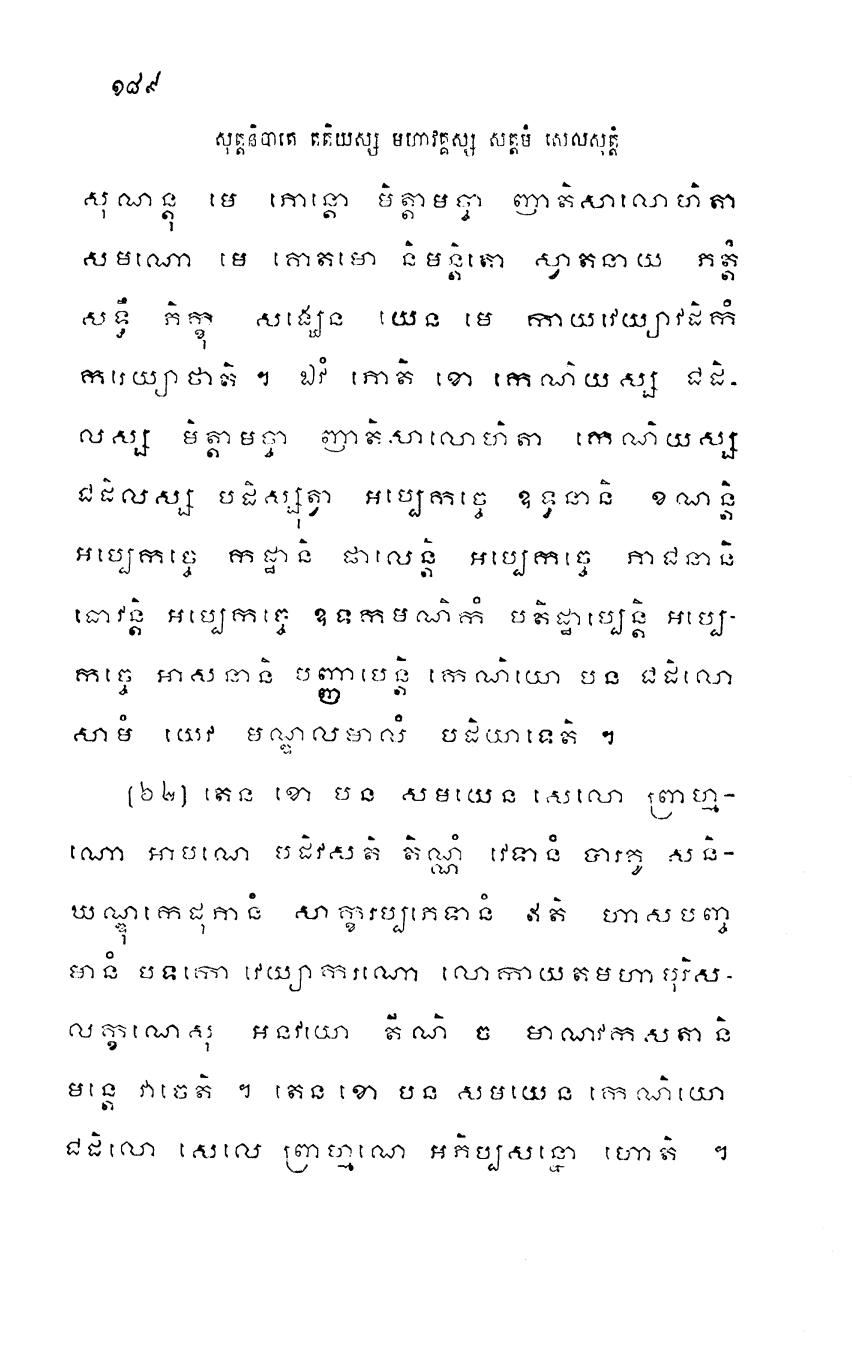 ១៨៩
សុត្តនិបាតេ តតិយស្ស មហាវគ្គស្ស សត្តមំ សេលសុត្តំ
សុណន្តុ មេ ភោន្តោ មិត្តាមច្ចា ញាតិសាលោហិតា
សមណោ មេ គោតមោ និមន្តិតោ ស្វាតនាយ ភត្តំ
សទ្ធឹ ភិក្ខុ សង្ឃេន យេន មេ កាយវេយ្យាវដិកំ
ករេយ្យោថាតិ ។ ឯវំ ភោតិ ខោ កេណិយស្ស ជដិ-
លស្ស មិត្តាមច្ចា ញាតិសាលោហិតា កេណិយស្ស
ជដិលស្ស បដិស្សុត្វា អប្បេកច្ចេ ឧទ្ធនានិ ខណន្តិ
អប្បេកច្ចេ កដ្ឋានិ ផាលេន្តិ អប្បេកច្ចេ ភាជនានិ
ធោវន្តិ អប្បេកច្ចេ ឧទកមណិកំ បតិដ្ឋាប្បេន្តិ អប្បេ-
កច្ចេ អាសនានិ បញ្ញាបេន្តិ កេណិយោ បន ជដិលោ
សាមំ យេវ មណ្ឌលមាលំ បដិយាទេតិ ។
(៦២) តេន ខោ បន សមយេន សេលោ ព្រាហ្ម-
ណោ អាបណេ បដិវសតិ តិណ្ណំ វេទានំ បារគូ សនិ-
ឃណ្ឌុកេដុភានំ សាក្ខរប្បភេទានំ ឥតិ ហាសបញ្ច
មានំ បទកោ វេយ្យាករណោ លោកាយតមហាបុរិស-
លក្ខណេសុ អនវយោ តីណិ ច មាណវកសតានិ
មន្តេ វាចេតិ ។ តេន ខោ បន សមយេន កេណិយោ
ជដិលោ សេលេ ព្រាហ្មណេ អភិប្បសន្នោ ហោតិ ។